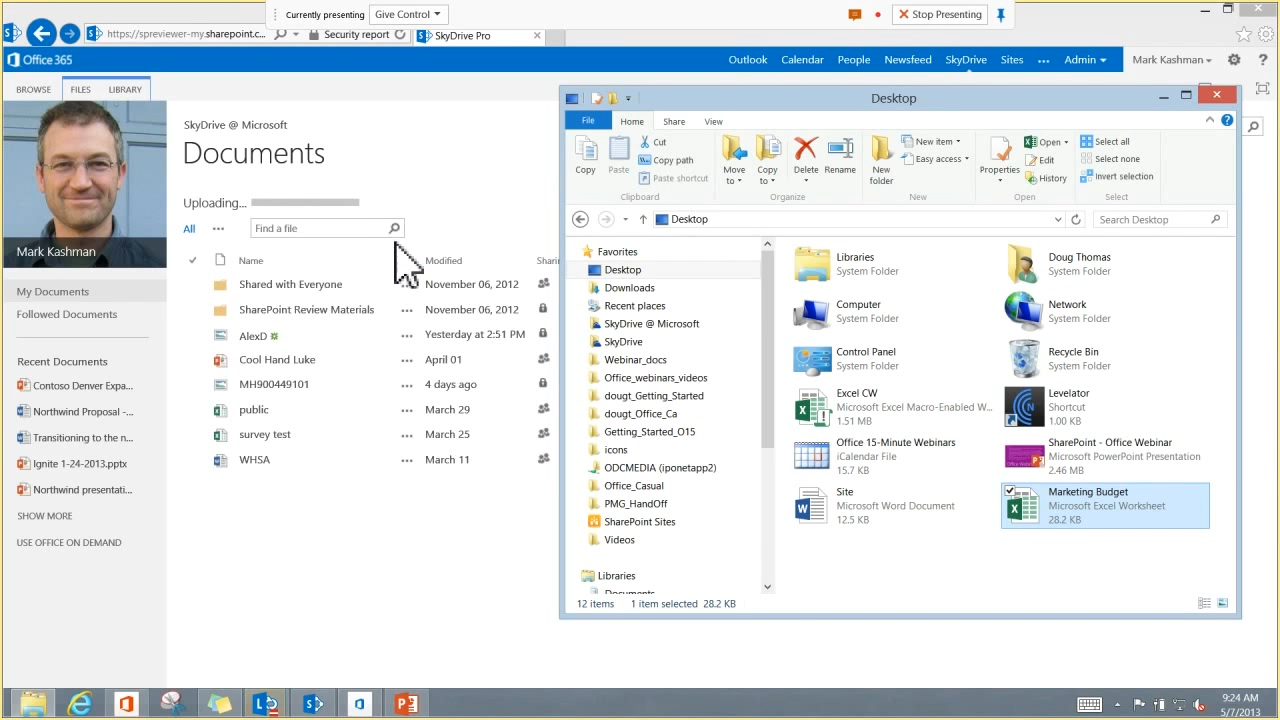 Currently presenting
Give Control
Stop Presenting
https://spreviewer-my.sharepoint.c...
Security report
SkyDrive Pro
Office 365
Outlook Calendar People Newsfeed SkyDrive Sites ... Admin
Mark Kashman
BROWSE FILES LIBRARY
Mark Kashman
My Documents
Followed Documents
Recent Documents
Contoso Denver Expa...
Northwind Proposal -...
Transitioning to the n...
Ignite 1-24-2013.pptx
Northwind presentati...
SHOW MORE
USE OFFICE ON DEMAND
SkyDrive @ Microsoft
Documents
Uploading...
All ... Find a file
Name Modified Sharin
Shared with Everyone ... November 06, 2012
SharePoint Review Materials ... November 06, 2012
AlexD ... Yesterday at 2:51 PM
Cool Hand Luke ... April 01
MH900449101 ... 4 days ago
public ... March 29
survey test ... March 25
WHSA ... March 11
Desktop
File Home Share View
Copy
Paste
Cut
Copy path
Paste shortcut
Clipboard
Move to
Copy to
Delete
Rename
Organize
New folder
New item
Easy access
New
Properties
Open
Edit
History
Open
Select all
Select none
Invert selection
Select
Desktop
Search Desktop
Favorites
Desktop
Downloads
Recent places
SkyDrive @ Microsoft
SkyDrive
Webinar_docs
Office_webinars_videos
dougt_Getting_Started
dougt_Office_Ca
Getting_Started_O15
icons
ODCMEDIA (iponetapp2)
Office_Casual
PMG_HandOff
SharePoint Sites
Videos
Libraries
Documents
Libraries
System Folder
Doug Thomas
System Folder
Computer
System Folder
Network
System Folder
Control Panel
System Folder
Recycle Bin
System Folder
Excel CW
Microsoft Excel Macro-Enabled W...
1.51 MB
Levelator
Shortcut
1.00 KB
Office 15-Minute Webinars
iCalendar File
15.7 KB
SharePoint - Office Webinar
Microsoft PowerPoint Presentation
2.46 MB
Site
Microsoft Word Document
12.5 KB
Marketing Budget
Microsoft Excel Worksheet
28.2 KB
12 items 1 item selected 28.2 KB
9:24 AM
5/7/2013